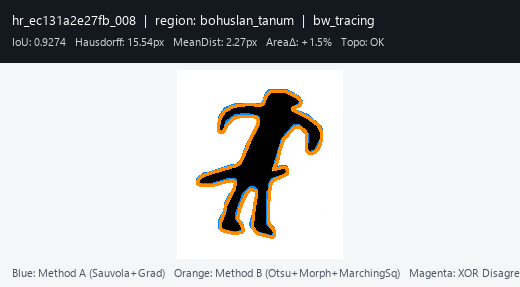 hr_ec131a2e27fb_008 | region: bohuslan_tanum | bw_tracing
IoU: 0.9274 Hausdorf: 15.54px MeanDist: 2.27px AreaΔ: +1.5% Topo: OK
Blue: Method A (Sauvola+Grad) Orange: Method B (Otsu+Morph+MarchingSq) Magenta: XOR Disagre